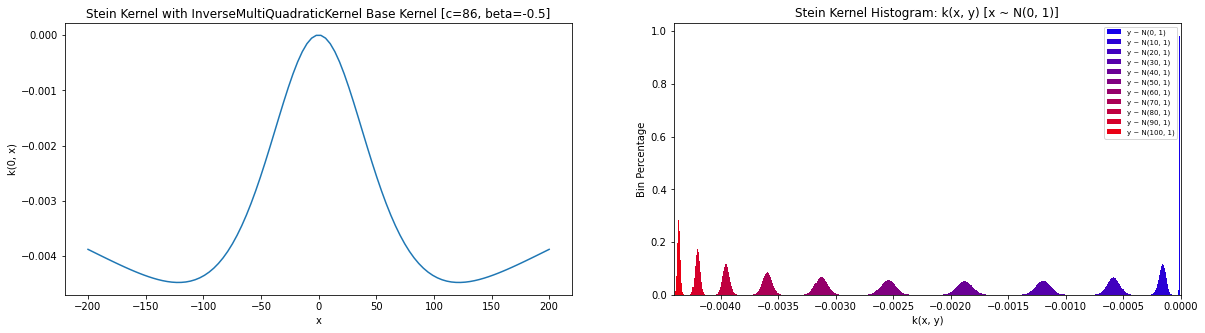 Stein Kernel with InverseMultiQuadraticKernel Base Kernel [c=86, beta=-0.5]
0.000
−0.001
−0.002
−0.003
−0.004
k(0, x)
−200
−150
−100
−50
0
50
100
150
200
x
Stein Kernel Histogram: k(x, y) [x ~ N(0, 1)]
1.0
0.8
0.6
0.4
0.2
0.0
Bin Percentage
y ~ N(0, 1)
y ~ N(10, 1)
y ~ N(20, 1)
y ~ N(30, 1)
y ~ N(40, 1)
y ~ N(50, 1)
y ~ N(60, 1)
y ~ N(70, 1)
y ~ N(80, 1)
y ~ N(90, 1)
y ~ N(100, 1)
−0.0040
−0.0035
−0.0030
−0.0025
−0.0020
−0.0015
−0.0010
−0.0005
0.0000
k(x, y)